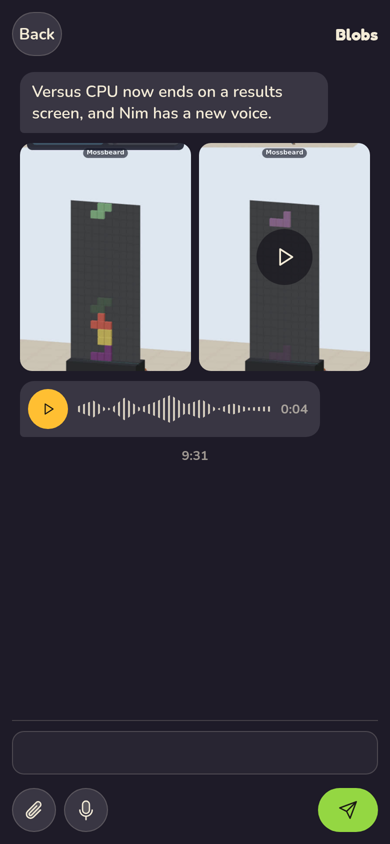 Back
Blobs
Versus CPU now ends on a results
screen, and Nim has a new voice.
Mossbeard
Mossbeard
0:04
9:31